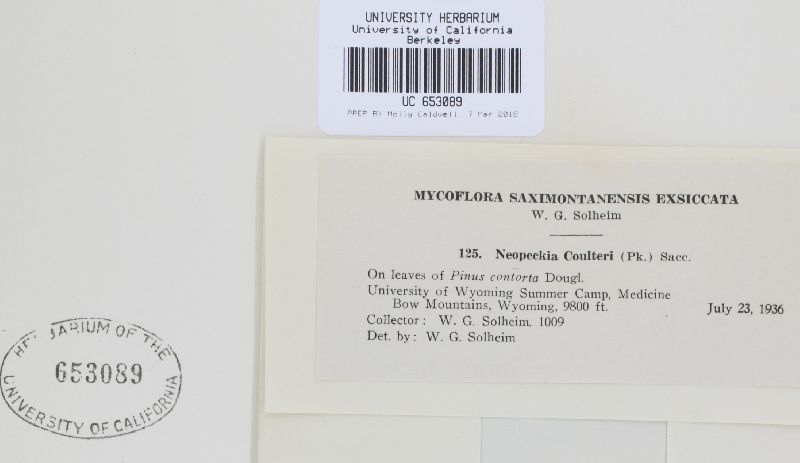 UNIVERSITY HERBARIUM
University of California
Berkeley
UC 653089
PREP BY Molly Caldwell, 7 Mar 2018
MYCOFLORA SAXIMONTANENSIS EXSICCATA
W. G. Solheim
125. Neopeckia Coulteri (Pk.) Sacc.
On leaves of Pinus contorta Dougl.
University of Wyoming Summer Camp, Medicine
Bow Mountains, Wyoming, 9800 ft. July 23, 1936
Collector: W. G. Solheim. 1009
Det. by: W. G. Solheim
HERBARIUM OF THE
653089
UNIVERSITY OF CALIFORNIA